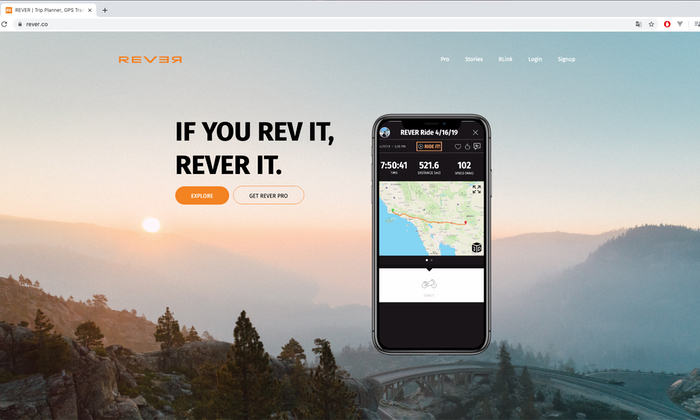 REVER | Trip Planner, GPS Tra
rever.co
REVER
Pro Stories RLink Login Signup
IF YOU REV IT,
REVER IT.
EXPLORE GET REVER PRO
REVER Ride 4/16/19
RIDE IT!
7:50:41 521.6 102
TIME DISTANCE (mi) SPEED (MAX)